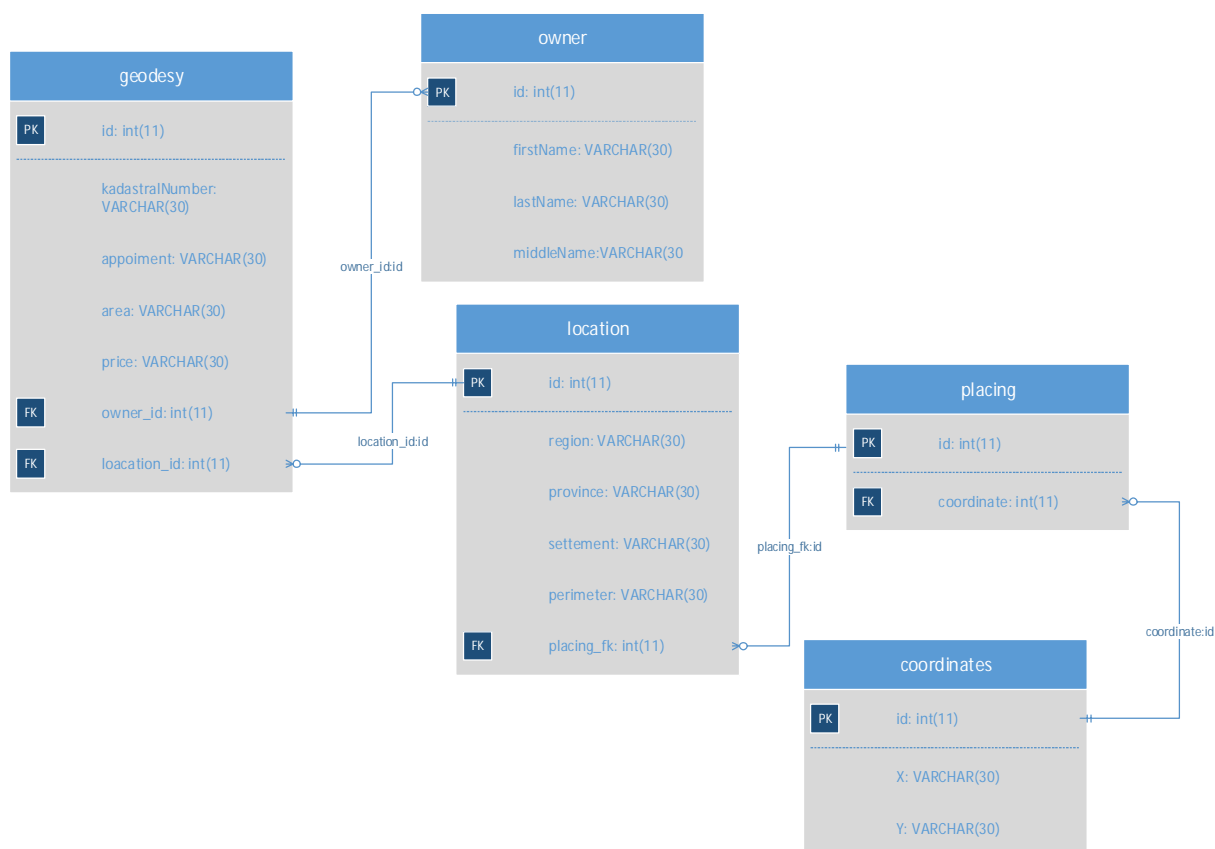 geodesy
PK
id: int(11)
kadastralNumber:
VARCHAR(30)
appoiment: VARCHAR(30)
area: VARCHAR(30)
price: VARCHAR(30)
FK
owner_id: int(11)
FK
loacation_id: int(11)
owner_id:id
owner
PK
id: int(11)
firstName: VARCHAR(30)
lastName: VARCHAR(30)
middleName:VARCHAR(30
location_id:id
location
PK
id: int(11)
region: VARCHAR(30)
province: VARCHAR(30)
settement: VARCHAR(30)
perimeter: VARCHAR(30)
FK
placing_fk: int(11)
placing_fk:id
placing
PK
id: int(11)
FK
coordinate: int(11)
coordinate:id
coordinates
PK
id: int(11)
X: VARCHAR(30)
Y: VARCHAR(30)